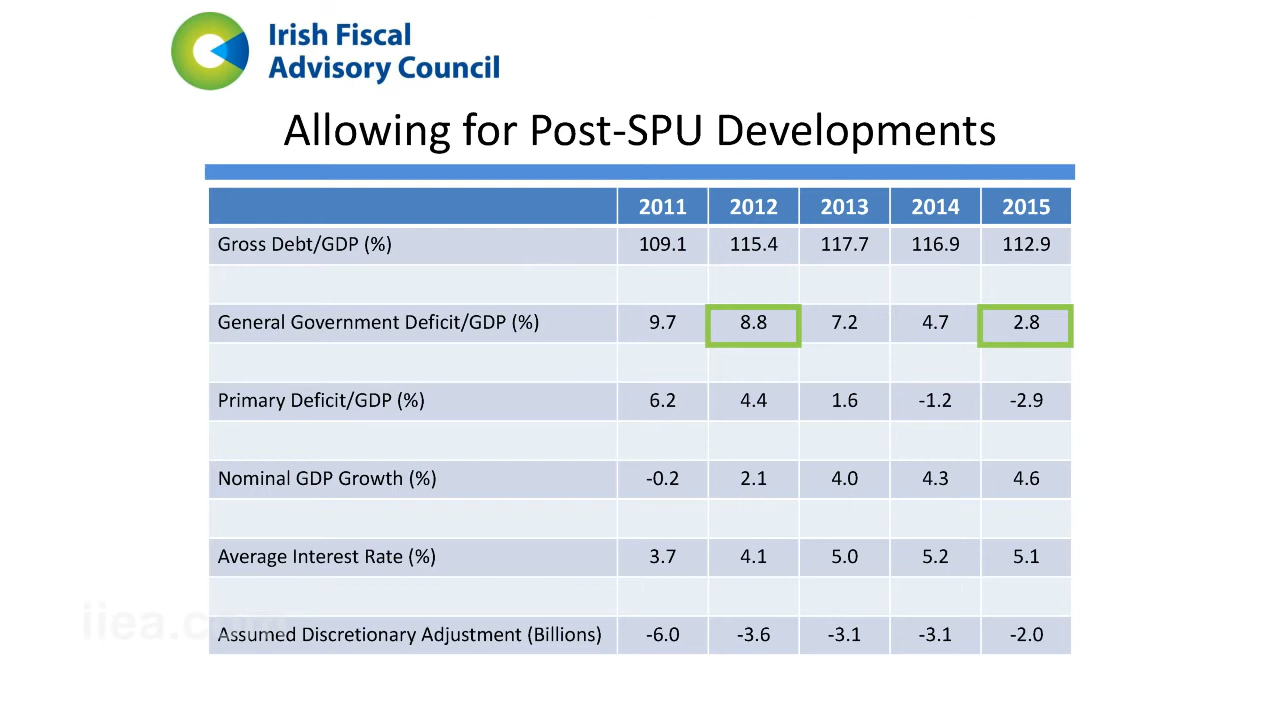 Irish Fiscal
Advisory Council
Allowing for Post-SPU Developments
2011 2012 2013 2014 2015
Gross Debt/GDP (%) 109.1 115.4 117.7 116.9 112.9
General Government Deficit/GDP (%) 9.7 8.8 7.2 4.7 2.8
Primary Deficit/GDP (%) 6.2 4.4 1.6 -1.2 -2.9
Nominal GDP Growth (%) -0.2 2.1 4.0 4.3 4.6
Average Interest Rate (%) 3.7 4.1 5.0 5.2 5.1
iiea.com
Assumed Discretionary Adjustment (Billions) -6.0 -3.6 -3.1 -3.1 -2.0